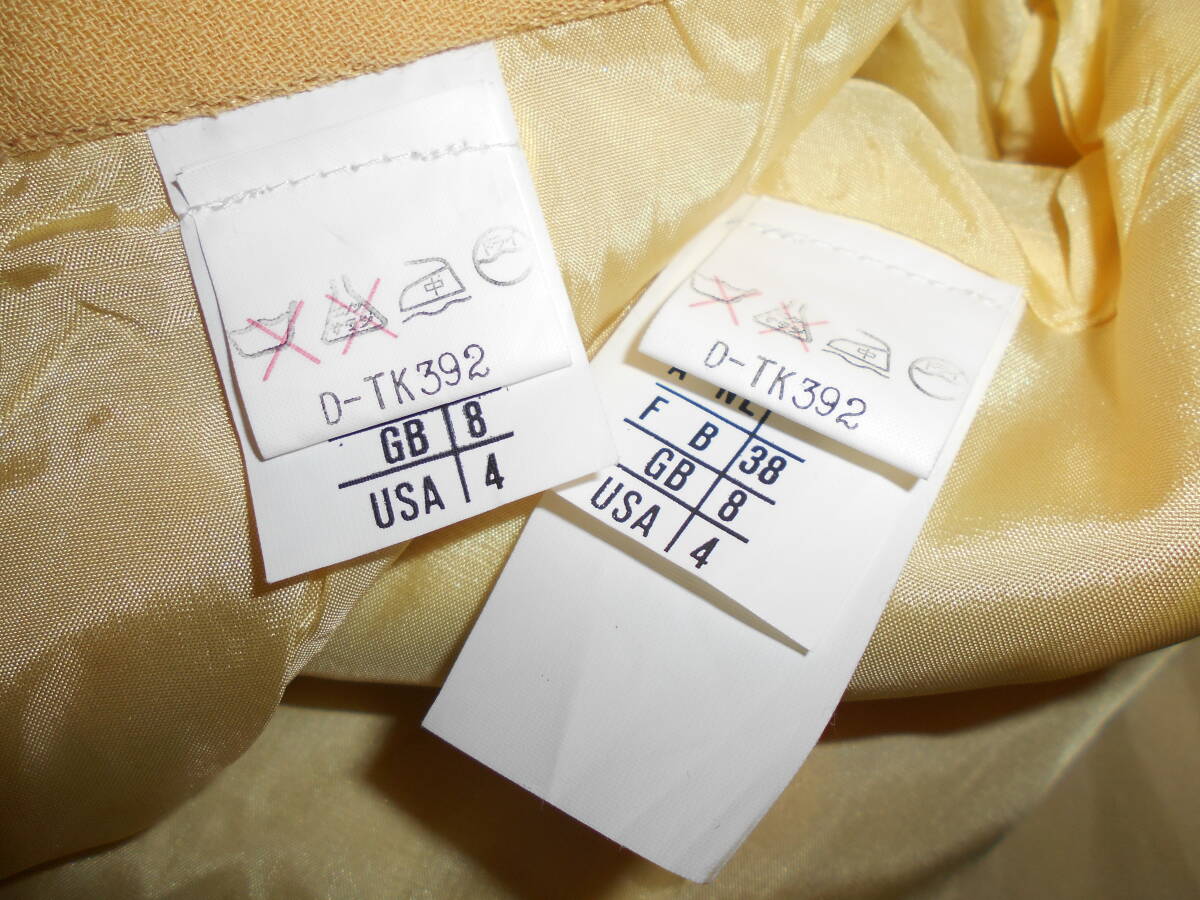 中
D-TK392
GB 8
USA 4
中
D-TK392
F B 38
GB 8
USA 4